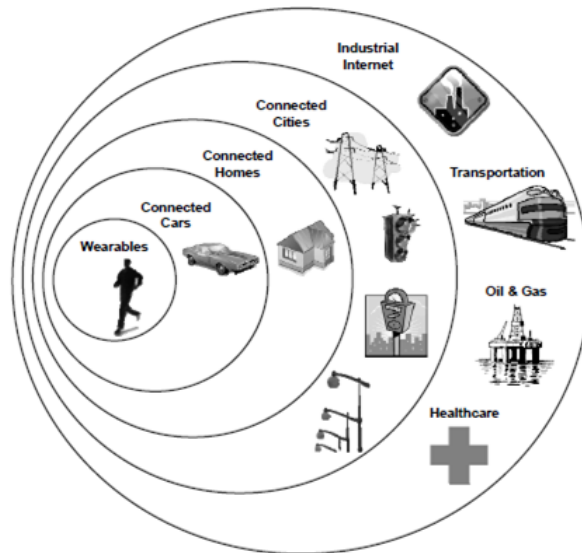 Industrial
Internet
Connected
Cities
Connected
Homes
Transportation
Connected
Cars
Wearables
Oil & Gas
Healthcare